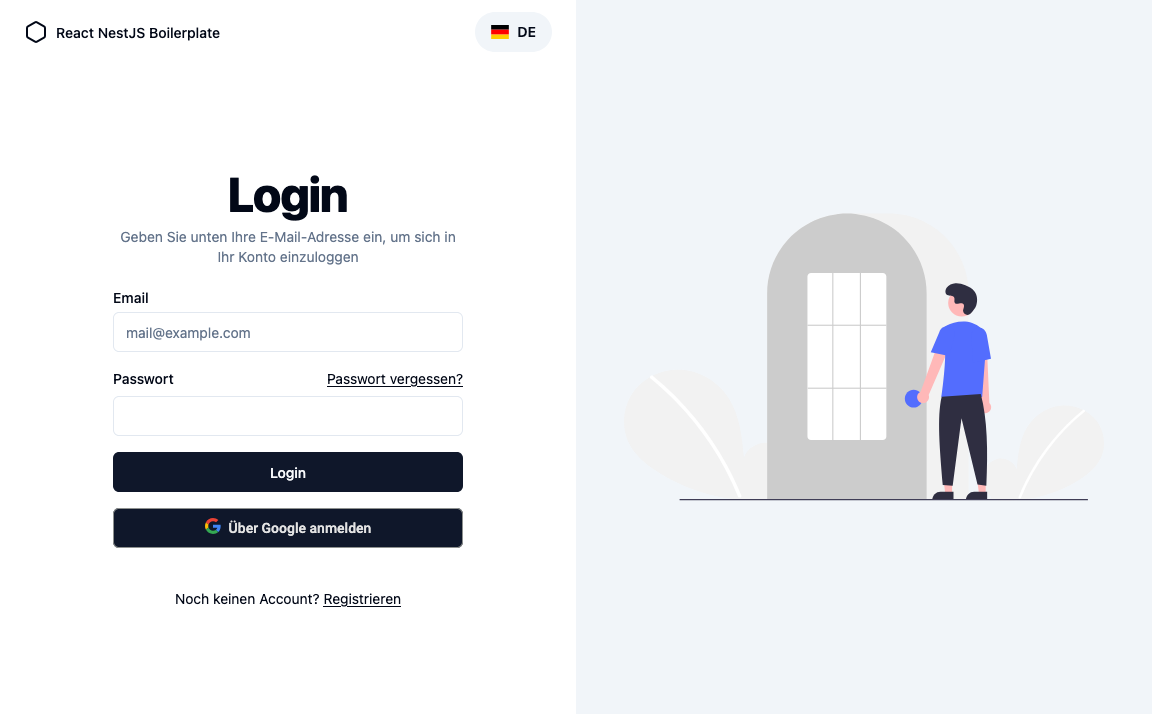 React NestJS Boilerplate
DE
Login
Geben Sie unten Ihre E-Mail-Adresse ein, um sich in
Ihr Konto einzuloggen
Email
mail@example.com
Passwort
Passwort vergessen?
Login
Über Google anmelden
Noch keinen Account? Registrieren